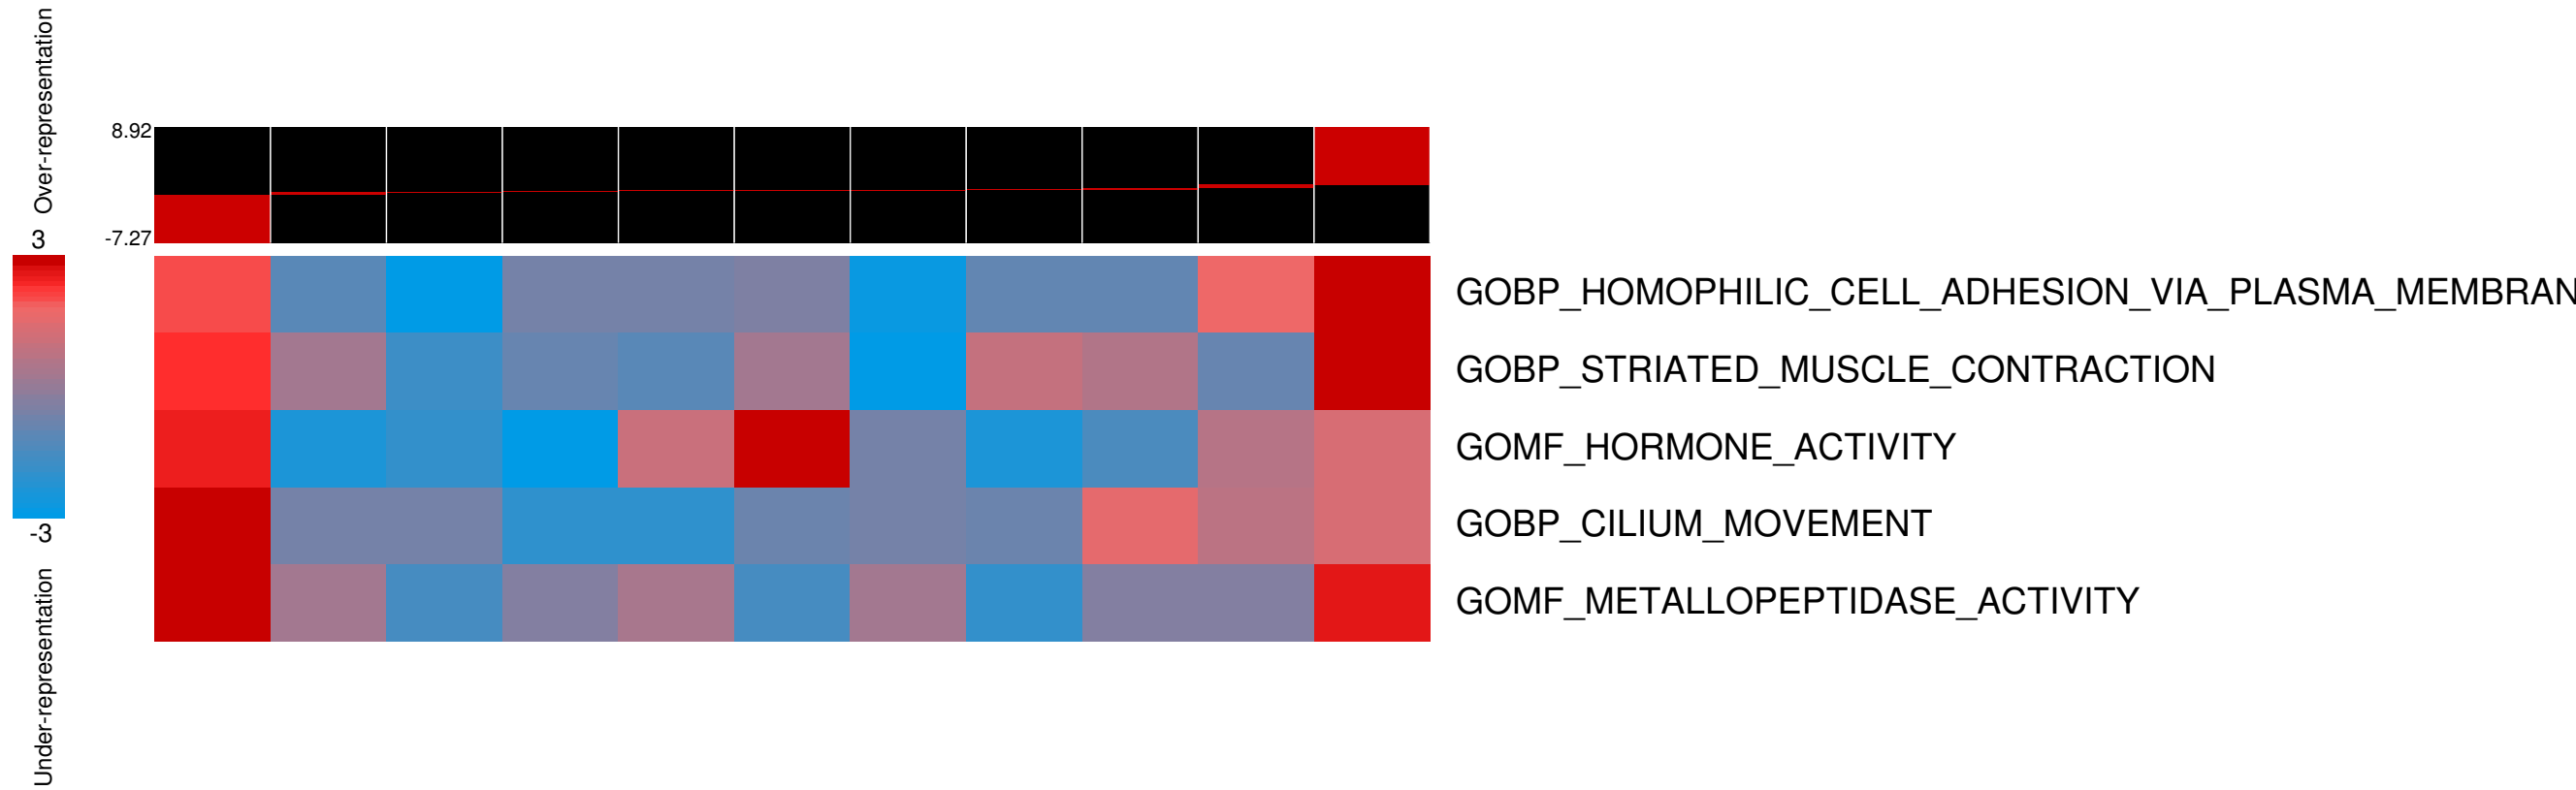 Over-representation
8.92
-7.27
3
-3
Under-representation
GOBP_HOMOPHILIC_CELL_ADHESION_VIA_PLASMA_MEMBRAN
GOBP_STRIATED_MUSCLE_CONTRACTION
GOMF_HORMONE_ACTIVITY
GOBP_CILIUM_MOVEMENT
GOMF_METALLOPEPTIDASE_ACTIVITY